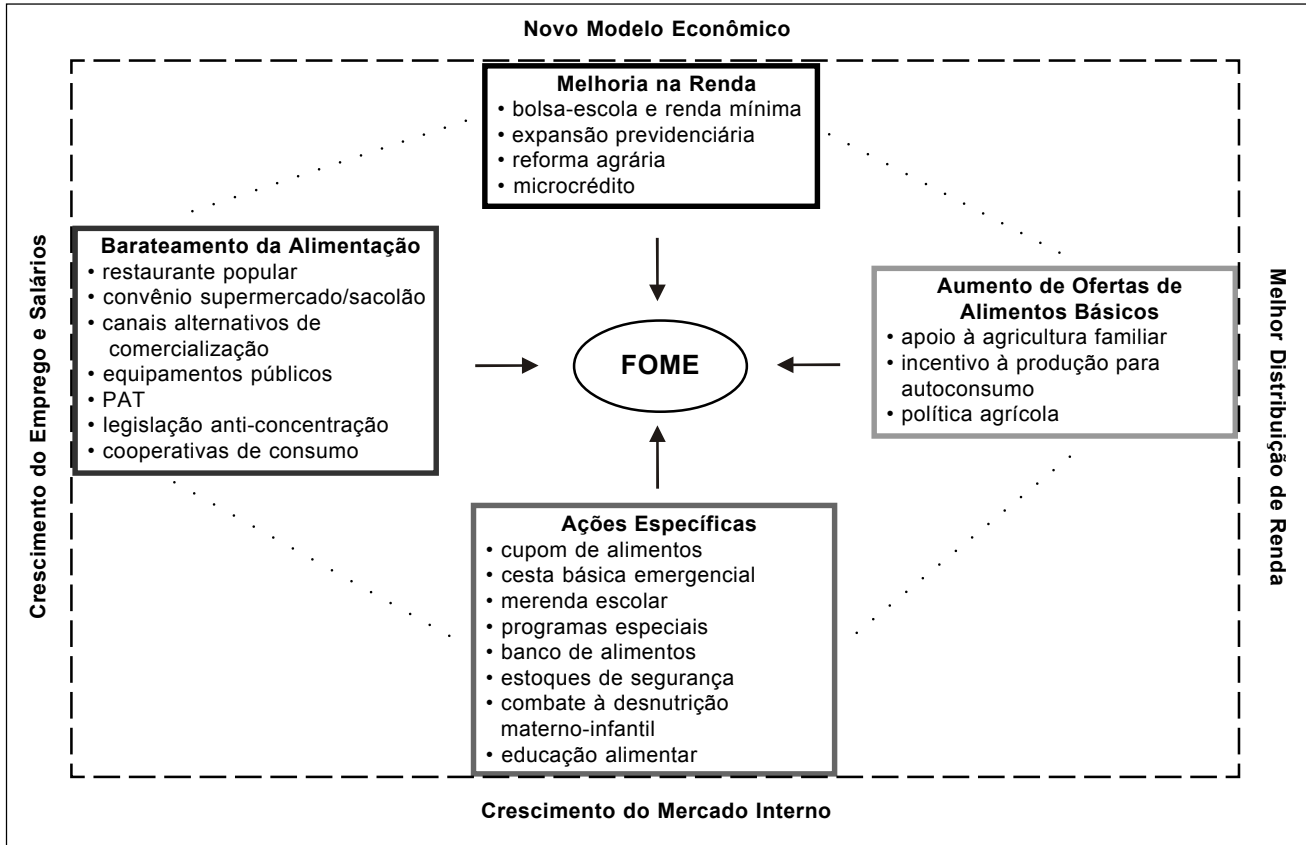 Novo Modelo Econômico
Melhoria na Renda
• bolsa-escola e renda mínima
• expansão previdenciária
• reforma agrária
• microcrédito
Crescimento do Emprego e Salários
Barateamento da Alimentação
• restaurante popular
• convênio supermercado/sacolão
• canais alternativos de
comercialização
• equipamentos públicos
• PAT
• legislação anti-concentração
• cooperativas de consumo
FOME
Aumento de Ofertas de
Alimentos Básicos
• apoio à agricultura familiar
• incentivo à produção para
autoconsumo
• política agrícola
Melhor Distribuição de Renda
Ações Específicas
• cupom de alimentos
• cesta básica emergencial
• merenda escolar
• programas especiais
• banco de alimentos
• estoques de segurança
• combate à desnutrição
materno-infantil
• educação alimentar
Crescimento do Mercado Interno